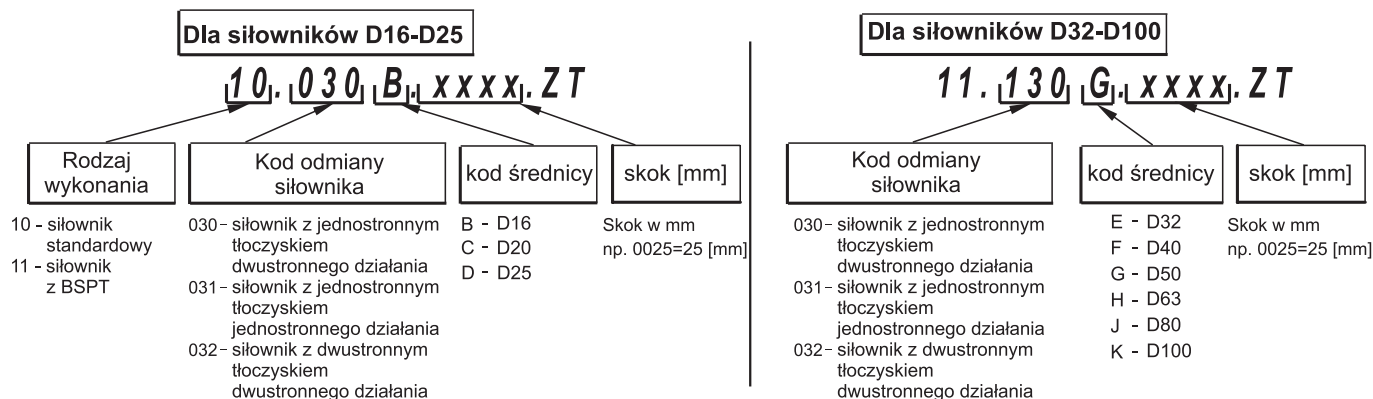 Dla siłowników D16-D25
10.030 B.xxxx.ZT
Rodzaj
wykonania
Kod odmiany
siłownika
kod średnicy
skok [mm]
10 - siłownik
standardowy
11 - siłownik
z BSPT
030- siłownik z jednostronnym
tłoczyskiem
dwustronnego działania
031- siłownik z jednostronnym
tłoczyskiem
jednostronnego działania
032- siłownik z dwustronnym
tłoczyskiem
dwustronnego działania
B - D16
C - D20
D - D25
Skok w mm
np. 0025=25 [mm]
Dla siłowników D32-D100
11.130 G.xxxx.ZT
Kod odmiany
siłownika
kod średnicy
skok [mm]
030- siłownik z jednostronnym
tłoczyskiem
dwustronnego działania
031- siłownik z jednostronnym
tłoczyskiem
jednostronnego działania
032- siłownik z dwustronnym
tłoczyskiem
dwustronnego działania
E - D32
F - D40
G - D50
H - D63
J - D80
K - D100
Skok w mm
np. 0025=25 [mm]